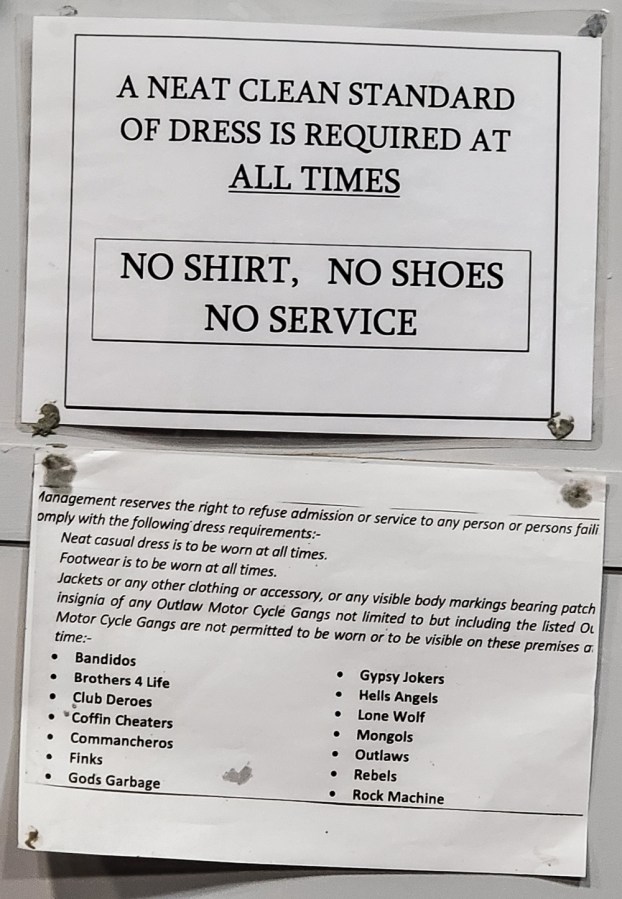 A NEAT CLEAN STANDARD
OF DRESS IS REQUIRED AT
ALL TIMES
NO SHIRT, NO SHOES
NO SERVICE
Management reserves the right to refuse admission or service to any person or persons faili
omply with the following dress requirements:-
Neat casual dress is to be worn at all times.
Footwear is to be worn at all times.
Jackets or any other clothing or accessory, or any visible body markings bearing patch
insignia of any Outlaw Motor Cycle Gangs not limited to but including the listed Ou
Motor Cycle Gangs are not permitted to be worn or to be visible on these premises a
time:-
• Bandidos
• Brothers 4 Life
• Club Deroes
• Coffin Cheaters
• Commancheros
• Finks
• Gods Garbage
• Gypsy Jokers
• Hells Angels
• Lone Wolf
• Mongols
• Outlaws
• Rebels
• Rock Machine